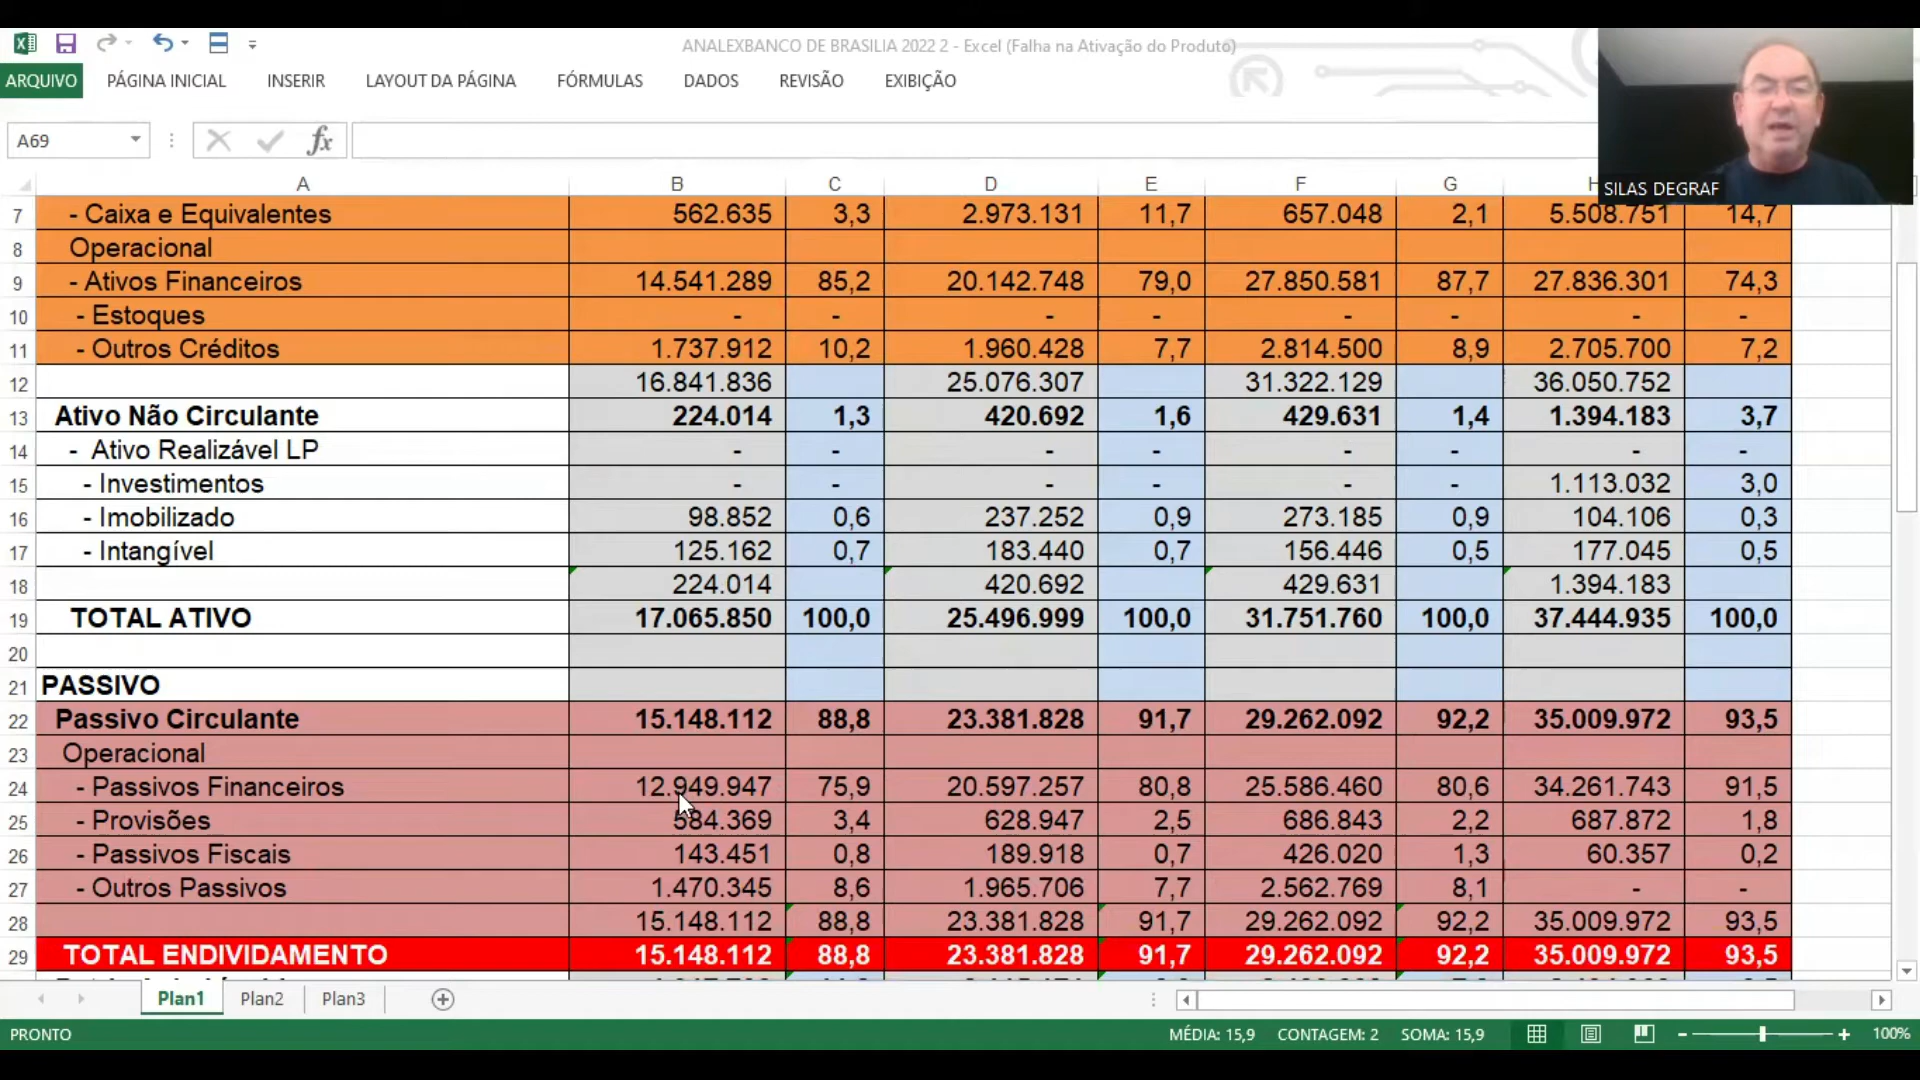 ANALEXBANCO DE BRASILIA 2022 2 - Excel (Falha na Ativação do Produto)
ARQUIVO PÁGINA INICIAL INSERIR LAYOUT DA PÁGINA FÓRMULAS DADOS REVISÃO EXIBIÇÃO
A69 fx
SILAS DEGRAF
A B C D E F G H
7 - Caixa e Equivalentes 562.635 3,3 2.973.131 11,7 657.048 2,1 5.508.751 14,7
8 Operacional
9 - Ativos Financeiros 14.541.289 85,2 20.142.748 79,0 27.850.581 87,7 27.836.301 74,3
10 - Estoques - - - - - - - -
11 - Outros Créditos 1.737.912 10,2 1.960.428 7,7 2.814.500 8,9 2.705.700 7,2
12 16.841.836 25.076.307 31.322.129 36.050.752
13 Ativo Não Circulante 224.014 1,3 420.692 1,6 429.631 1,4 1.394.183 3,7
14 - Ativo Realizável LP - - - - - - - -
15 - Investimentos - - - - - - 1.113.032 3,0
16 - Imobilizado 98.852 0,6 237.252 0,9 273.185 0,9 104.106 0,3
17 - Intangível 125.162 0,7 183.440 0,7 156.446 0,5 177.045 0,5
18 224.014 420.692 429.631 1.394.183
19 TOTAL ATIVO 17.065.850 100,0 25.496.999 100,0 31.751.760 100,0 37.444.935 100,0
20
21 PASSIVO
22 Passivo Circulante 15.148.112 88,8 23.381.828 91,7 29.262.092 92,2 35.009.972 93,5
23 Operacional
24 - Passivos Financeiros 12.949.947 75,9 20.597.257 80,8 25.586.460 80,6 34.261.743 91,5
25 - Provisões 584.369 3,4 628.947 2,5 686.843 2,2 687.872 1,8
26 - Passivos Fiscais 143.451 0,8 189.918 0,7 426.020 1,3 60.357 0,2
27 - Outros Passivos 1.470.345 8,6 1.965.706 7,7 2.562.769 8,1 - -
28 15.148.112 88,8 23.381.828 91,7 29.262.092 92,2 35.009.972 93,5
29 TOTAL ENDIVIDAMENTO 15.148.112 88,8 23.381.828 91,7 29.262.092 92,2 35.009.972 93,5
Plan1 Plan2 Plan3
PRONTO MÉDIA: 15,9 CONTAGEM: 2 SOMA: 15,9 100%